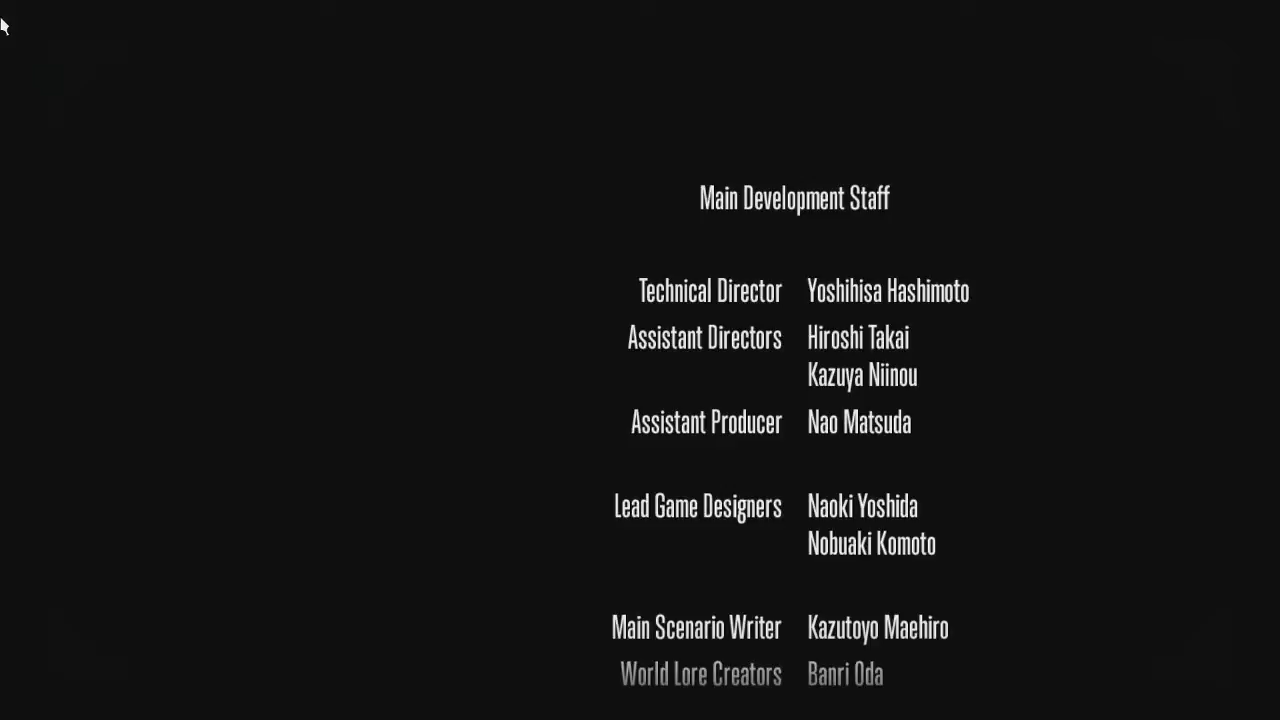 Main Development Staff
Technical Director Yoshihisa Hashimoto
Assistant Directors Hiroshi Takai
Kazuya Niinou
Assistant Producer Nao Matsuda
Lead Game Designers Naoki Yoshida
Nobuaki Komoto
Main Scenario Writer Kazutoyo Maehiro
World Lore Creators Banri Oda